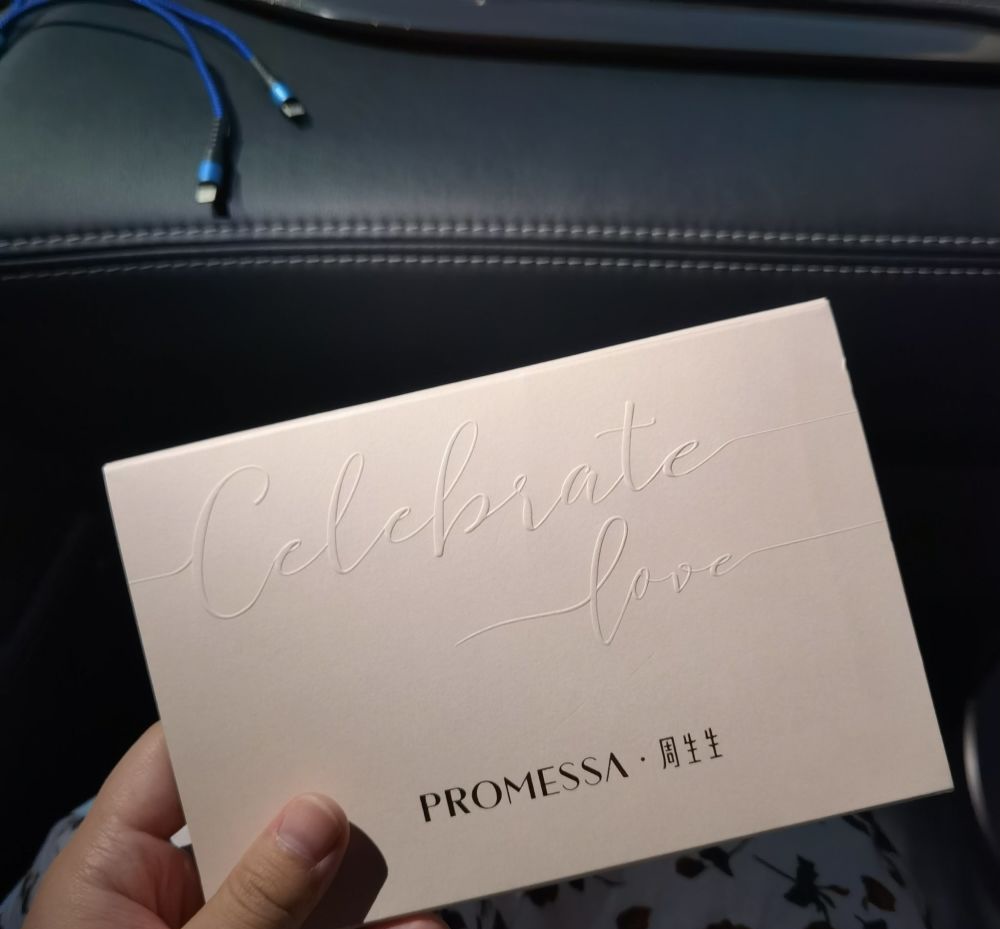 Celebrate
love
PROMESSA · 周生生